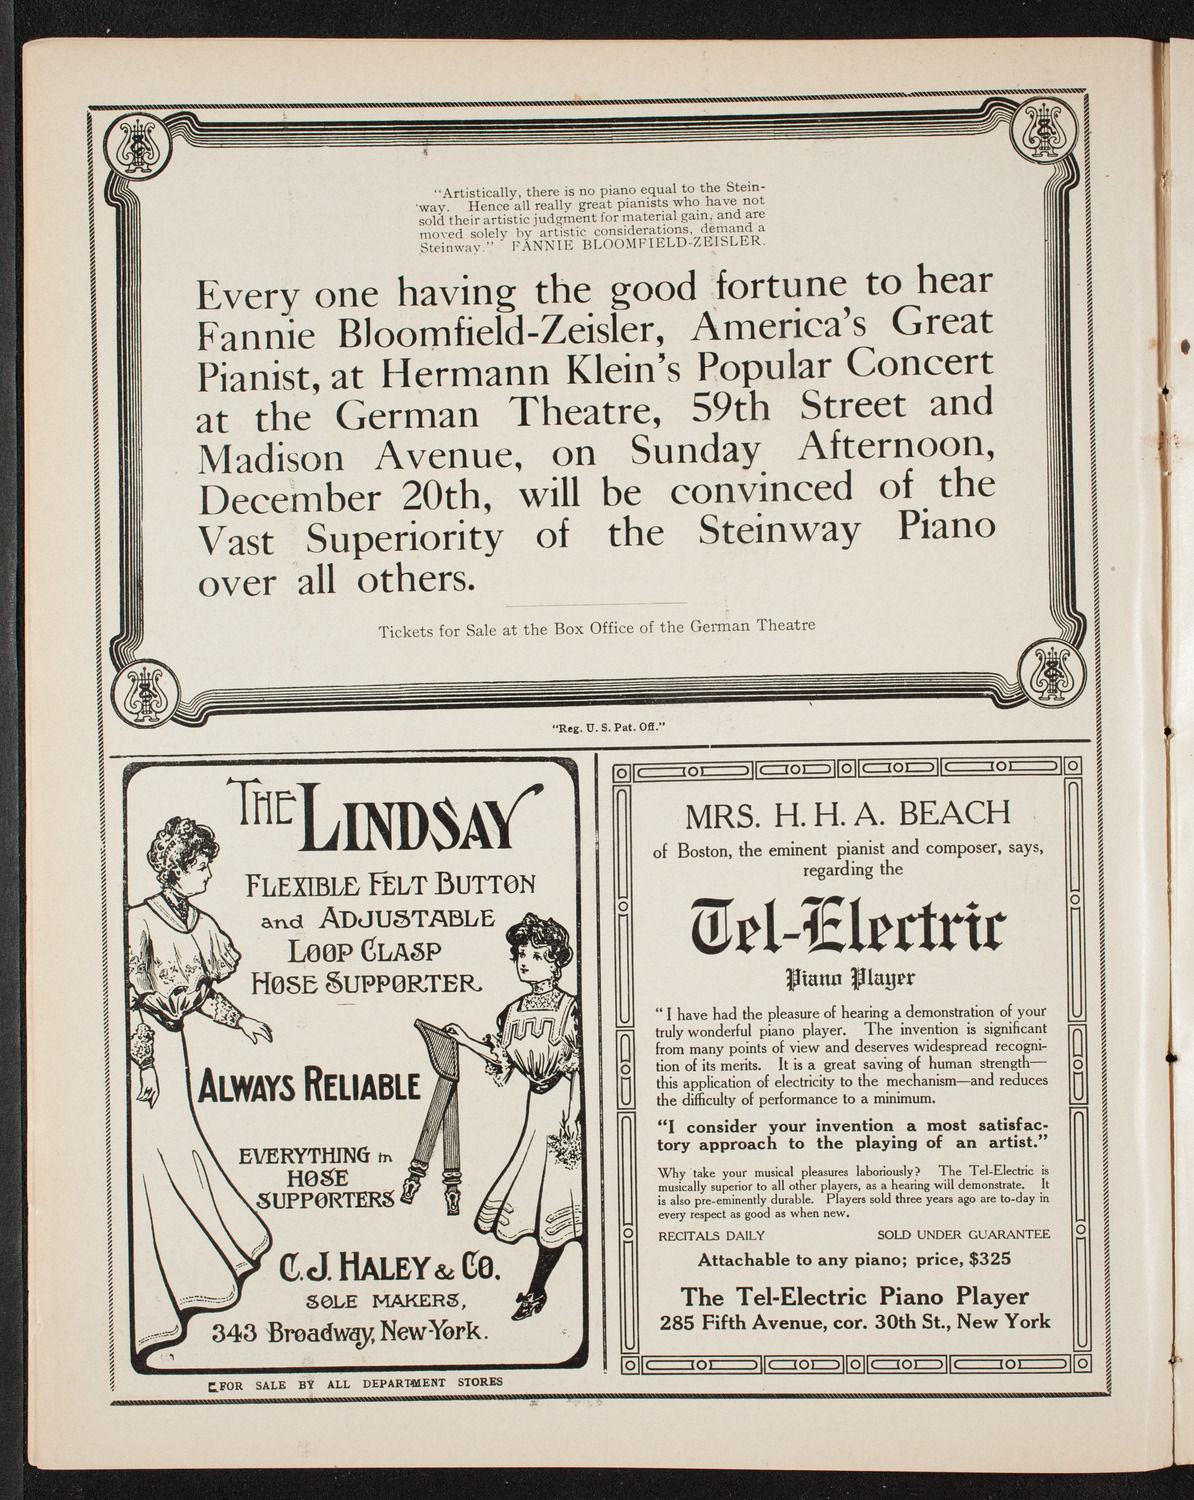 "Artistically, there is no piano equal to the Stein-
way. Hence all really great pianists who have not
sold their artistic judgment for material gain, and are
moved solely by artistic considerations, demand a
Steinway." FANNIE BLOOMFIELD-ZEISLER.
Every one having the good fortune to hear
Fannie Bloomfield-Zeisler, America's Great
Pianist, at Hermann Klein's Popular Concert
at the German Theatre, 59th Street and
Madison Avenue, on Sunday Afternoon,
December 20th, will be convinced of the
Vast Superiority of the Steinway Piano
over all others.
Tickets for Sale at the Box Office of the German Theatre
"Reg. U. S. Pat. Off."
THE LINDSAY
FLEXIBLE FELT BUTTON
and ADJUSTABLE
LOOP CLASP
HOSE SUPPORTER
ALWAYS RELIABLE
EVERYTHING in
HOSE
SUPPORTERS
C.J. HALEY & CO.
SOLE MAKERS,
343 Broadway, New-York.
FOR SALE BY ALL DEPARTMENT STORES
MRS. H. H. A. BEACH
of Boston, the eminent pianist and composer, says,
regarding the
Tel-Electric
Piano Player
"I have had the pleasure of hearing a demonstration of your
truly wonderful piano player. The invention is significant
from many points of view and deserves widespread recogni-
tion of its merits. It is a great saving of human strength—
this application of electricity to the mechanism—and reduces
the difficulty of performance to a minimum.
"I consider your invention a most satisfac-
tory approach to the playing of an artist."
Why take your musical pleasures laboriously? The Tel-Electric is
musically superior to all other players, as a hearing will demonstrate. It
is also pre-eminently durable. Players sold three years ago are to-day in
every respect as good as when new.
RECITALS DAILY SOLD UNDER GUARANTEE
Attachable to any piano; price, $325
The Tel-Electric Piano Player
285 Fifth Avenue, cor. 30th St., New York